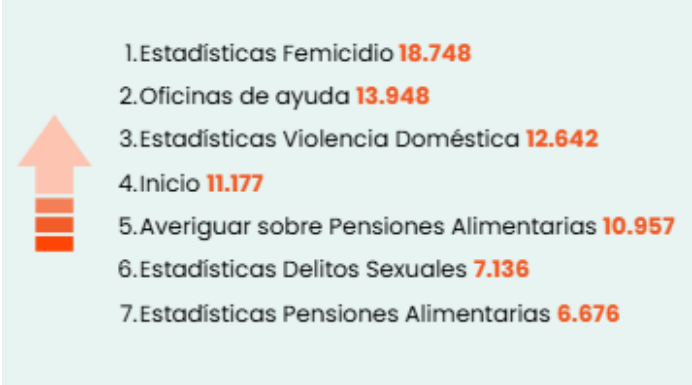 1.Estadísticas Femicidio 18.748
2.Oficinas de ayuda 13.948
3.Estadísticas Violencia Doméstica 12.642
4.Inicio 11.177
5.Averiguar sobre Pensiones Alimentarias 10.957
6.Estadísticas Delitos Sexuales 7.136
7.Estadísticas Pensiones Alimentarias 6.676